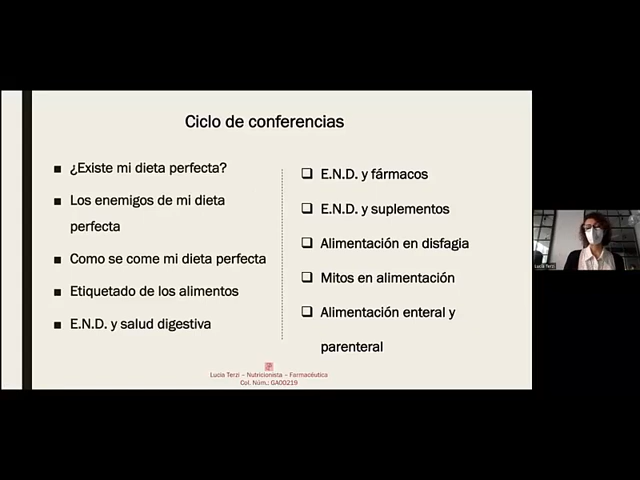 Ciclo de conferencias
¿Existe mi dieta perfecta?
Los enemigos de mi dieta
perfecta
Como se come mi dieta perfecta
Etiquetado de los alimentos
E.N.D. y salud digestiva
E.N.D. y fármacos
E.N.D. y suplementos
Alimentación en disfagia
Mitos en alimentación
Alimentación enteral y
parenteral
Lucia Terzi – Nutricionista – Farmacéutica
Col. Núm.: GA00219
Lucia Terzi